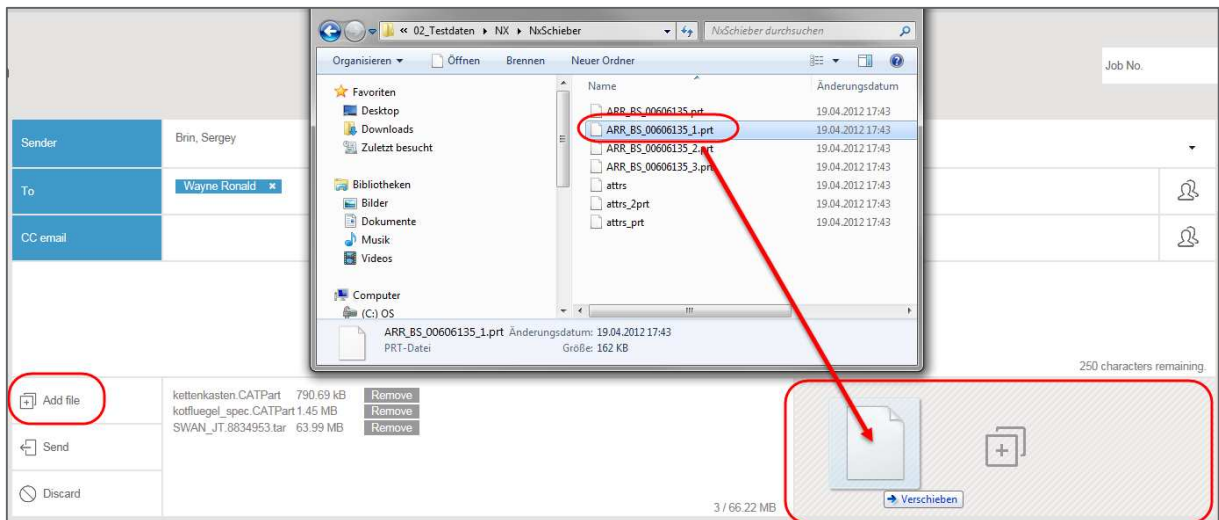 « 02_Testdaten ▸ NX ▸ NxSchieber
NxSchieber durchsuchen
Organisieren Öffnen Brennen Neuer Ordner
Job No.
Favoriten
Desktop
Downloads
Zuletzt besucht
Bibliotheken
Bilder
Dokumente
Musik
Videos
Computer
(C:) OS
Name Änderungsdatum
ARR_BS_00606135.prt 19.04.2012 17:43
ARR_BS_00606135_1.prt 19.04.2012 17:43
ARR_BS_00606135_2.prt 19.04.2012 17:43
ARR_BS_00606135_3.prt 19.04.2012 17:43
attrs 19.04.2012 17:43
attrs_2prt 19.04.2012 17:43
attrs_prt 19.04.2012 17:43
ARR_BS_00606135_1.prt Änderungsdatum: 19.04.2012 17:43
PRT-Datei Größe: 162 KB
Sender Brin, Sergey
To Wayne Ronald ×
CC email
250 characters remaining.
Add file
Send
Discard
kettenkasten.CATPart 790.69 kB Remove
kotfluegel_spec.CATPart 1.45 MB Remove
SWAN_JT.8834953.tar 63.99 MB Remove
3 / 66.22 MB
Verschieben